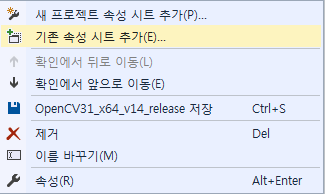 새 프로젝트 속성 시트 추가(P)...
기존 속성 시트 추가(E)...
확인에서 뒤로 이동(L)
확인에서 앞으로 이동(E)
OpenCV31_x64_v14_release 저장 Ctrl+S
제거 Del
이름 바꾸기(M)
속성(R) Alt+Enter